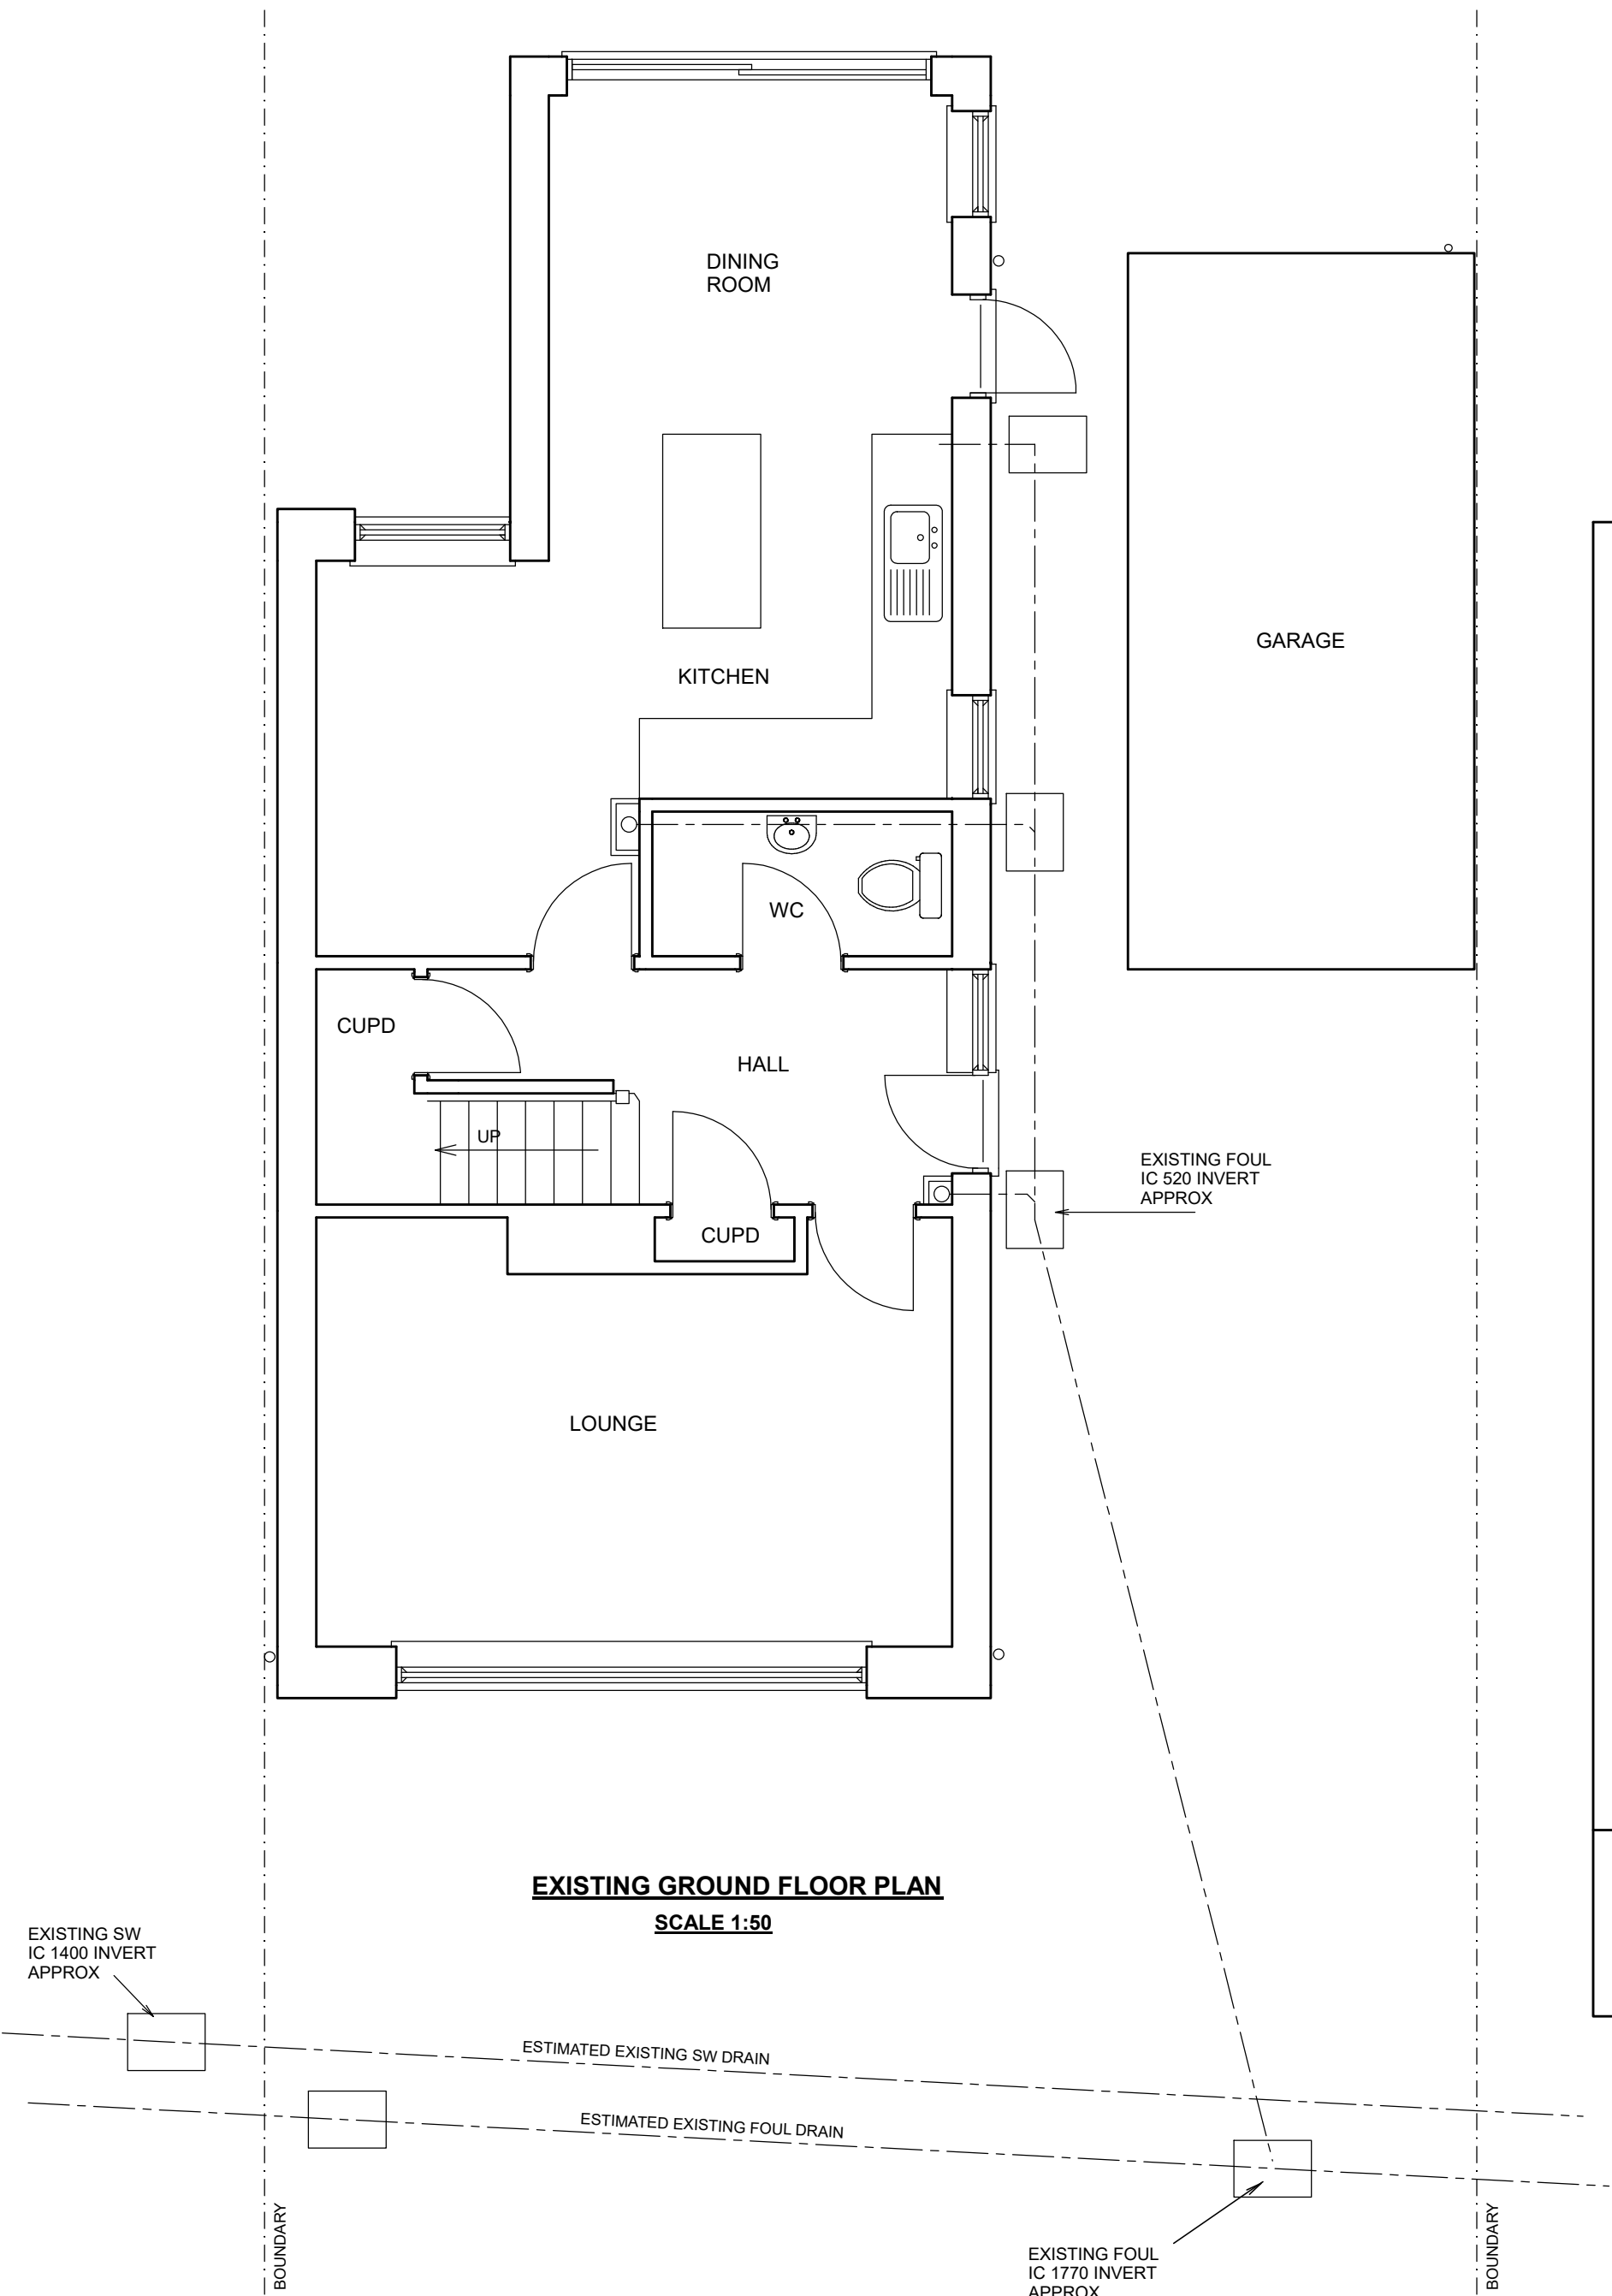 DINING
ROOM
GARAGE
KITCHEN
WC
CUPD
HALL
UP
EXISTING FOUL
IC 520 INVERT
APPROX
CUPD
LOUNGE
EXISTING GROUND FLOOR PLAN
SCALE 1:50
EXISTING SW
IC 1400 INVERT
APPROX
ESTIMATED EXISTING SW DRAIN
ESTIMATED EXISTING FOUL DRAIN
BOUNDARY
BOUNDARY
EXISTING FOUL
IC 1770 INVERT
APPROX